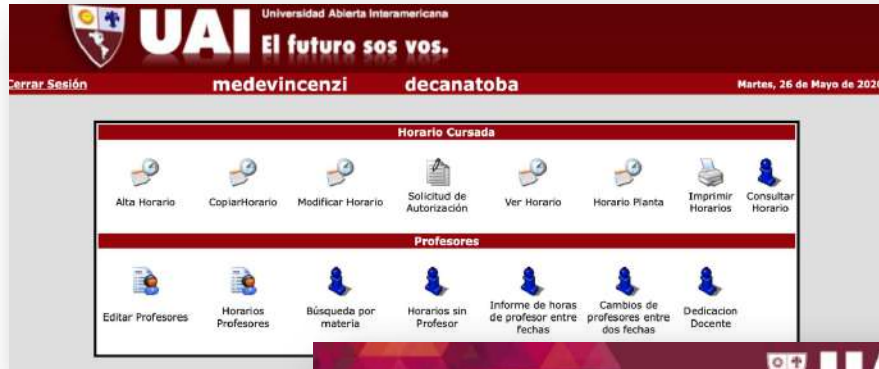 Universidad Abierta Interamericana
UAI El futuro sos vos.
Cerrar Sesión medevincenzi decanatoba Martes, 26 de Mayo de 2020
Horario Cursada
Alta Horario
CopiarHorario
Modificar Horario
Solicitud de
Autorización
Ver Horario
Horario Planta
Imprimir
Horarios
Consultar
Horario
Profesores
Editar Profesores
Horarios
Profesores
Búsqueda por
materia
Horarios sin
Profesor
Informe de horas
de profesor entre
fechas
Cambios de
profesores entre
dos fechas
Dedicacion
Docente